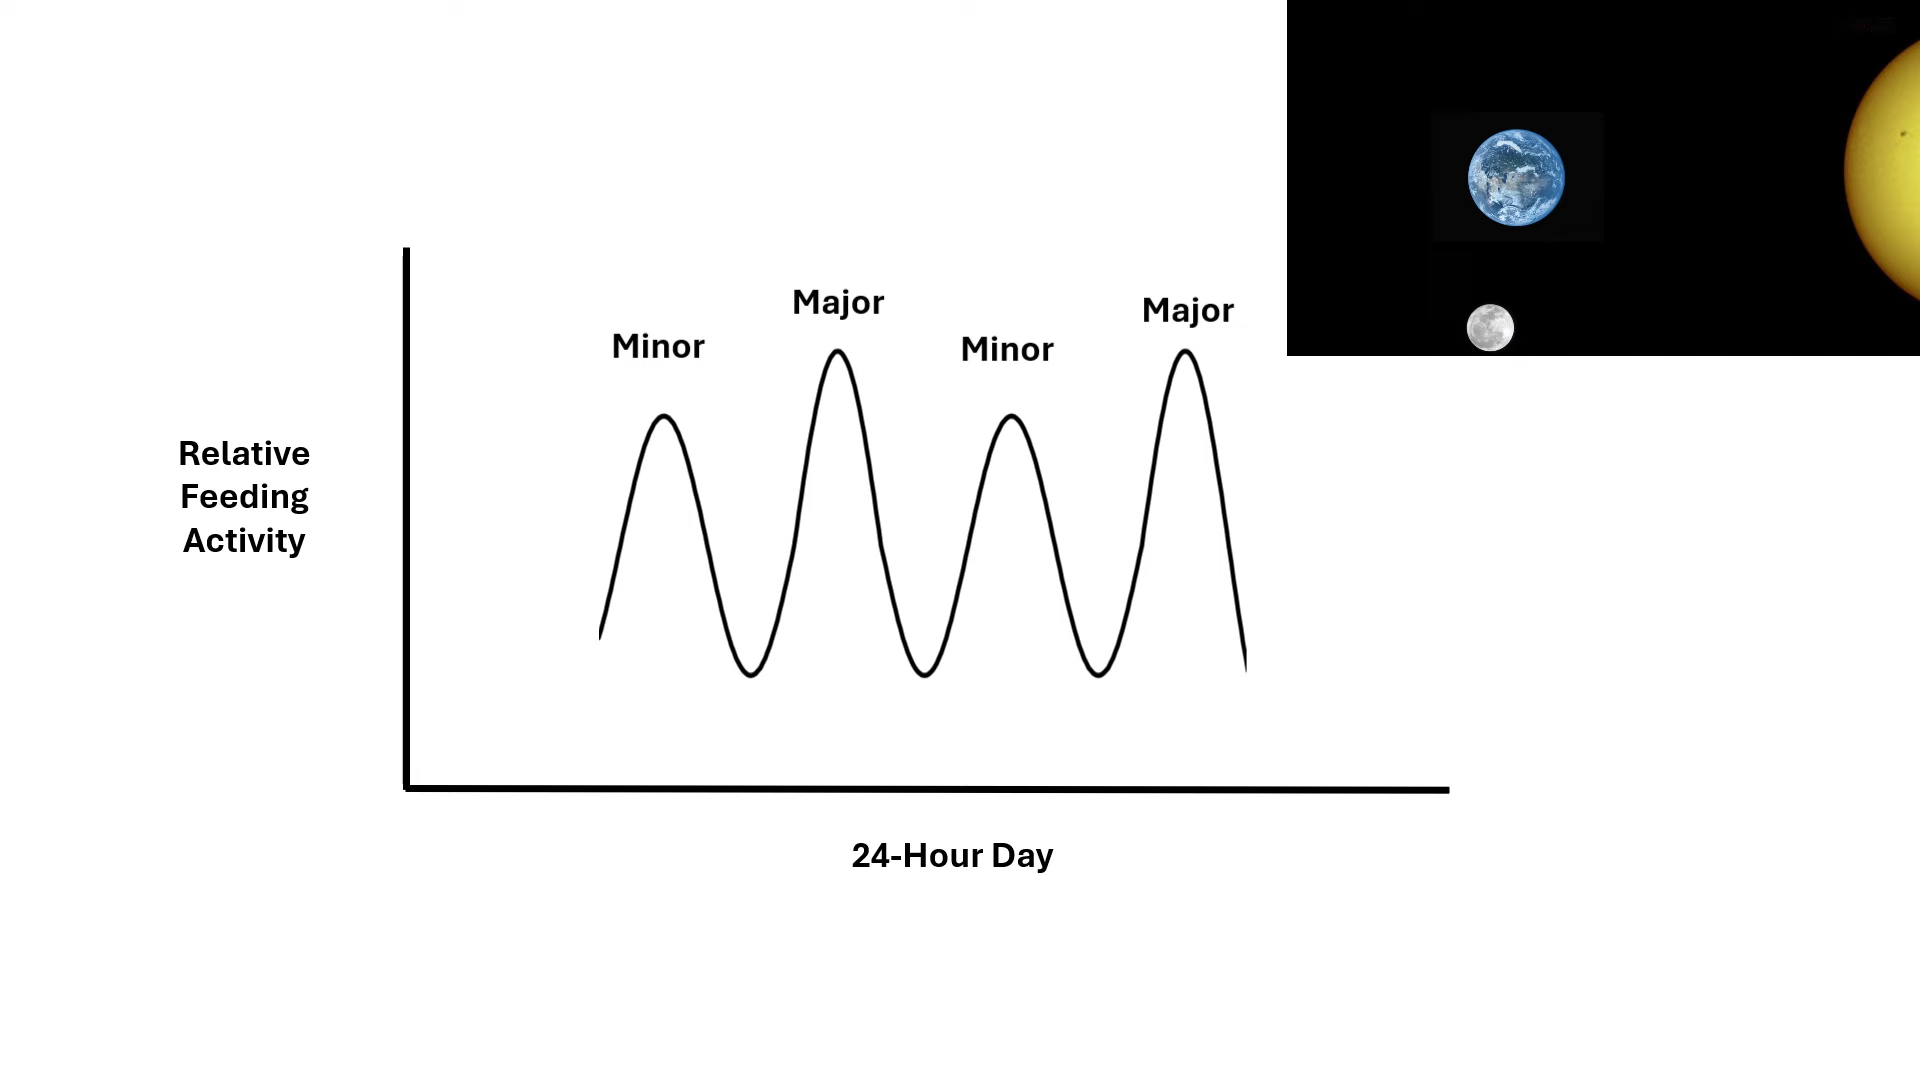 Major
Major
Minor
Minor
Relative
Feeding
Activity
24-Hour Day